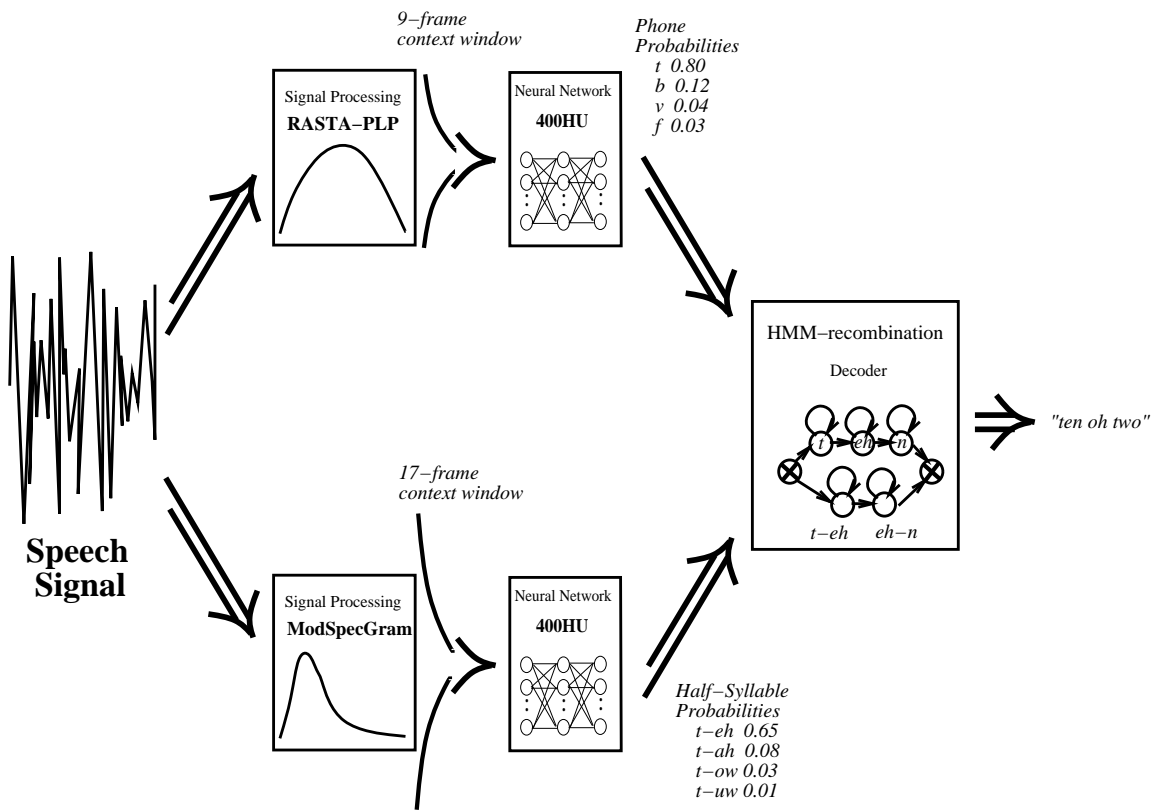 9−frame
context window
Phone
Probabilities
t 0.80
b 0.12
v 0.04
f 0.03
Signal Processing
RASTA−PLP
Neural Network
400HU
Speech
Signal
HMM−recombination
Decoder
t eh n
t−eh eh−n
"ten oh two"
17−frame
context window
Signal Processing
ModSpecGram
Neural Network
400HU
Half−Syllable
Probabilities
t−eh 0.65
t−ah 0.08
t−ow 0.03
t−uw 0.01